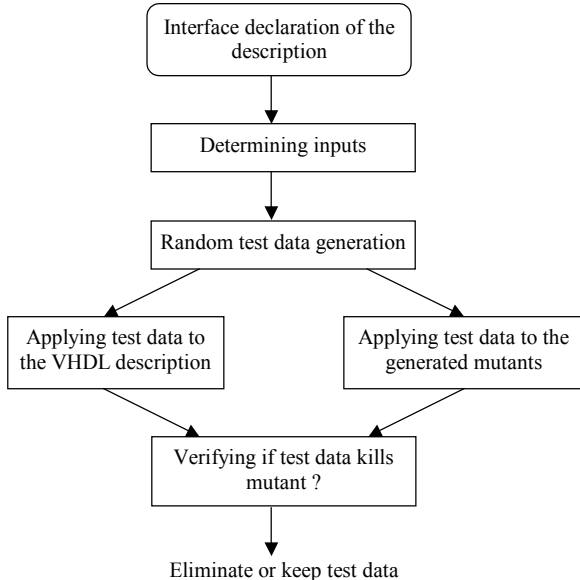 Interface declaration of the
description
Determining inputs
Random test data generation
Applying test data to
the VHDL description
Applying test data to the
generated mutants
Verifying if test data kills
mutant ?
Eliminate or keep test data